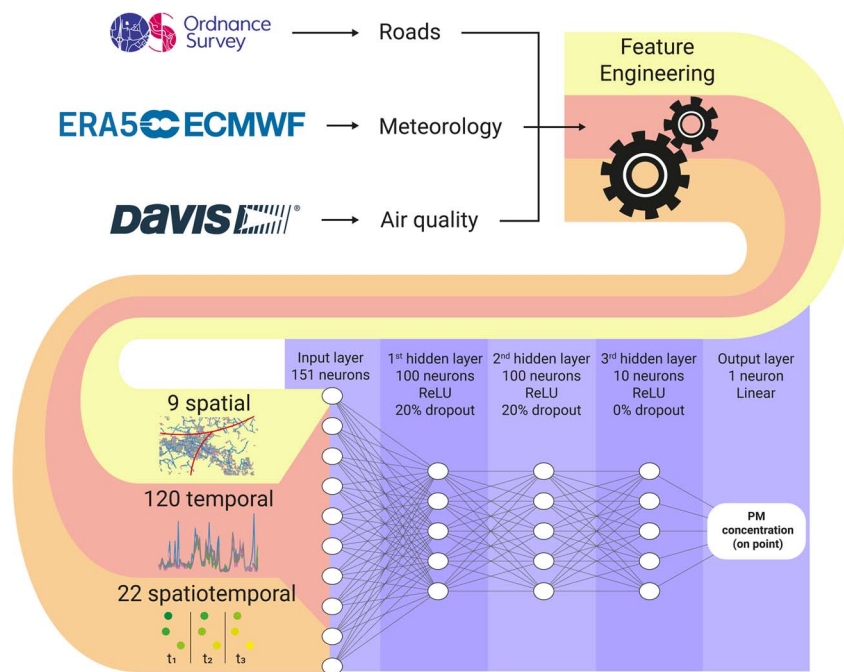 Ordnance
Survey
Roads
ERA5 ECMWF
Meteorology
DAVIS ®
Air quality
Feature
Engineering
Input layer
151 neurons
1st hidden layer
100 neurons
ReLU
20% dropout
2nd hidden layer
100 neurons
ReLU
20% dropout
3rd hidden layer
10 neurons
ReLU
0% dropout
Output layer
1 neuron
Linear
9 spatial
120 temporal
22 spatiotemporal
t₁ t₂ t₃
PM
concentration
(on point)